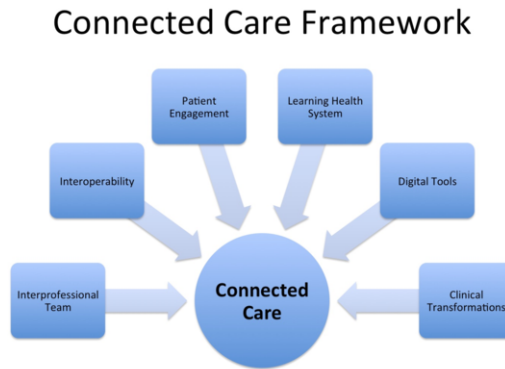 Connected Care Framework
Patient
Engagement
Learning Health
System
Interoperability
Digital Tools
Interprofessional
Team
Connected
Care
Clinical
Transformations